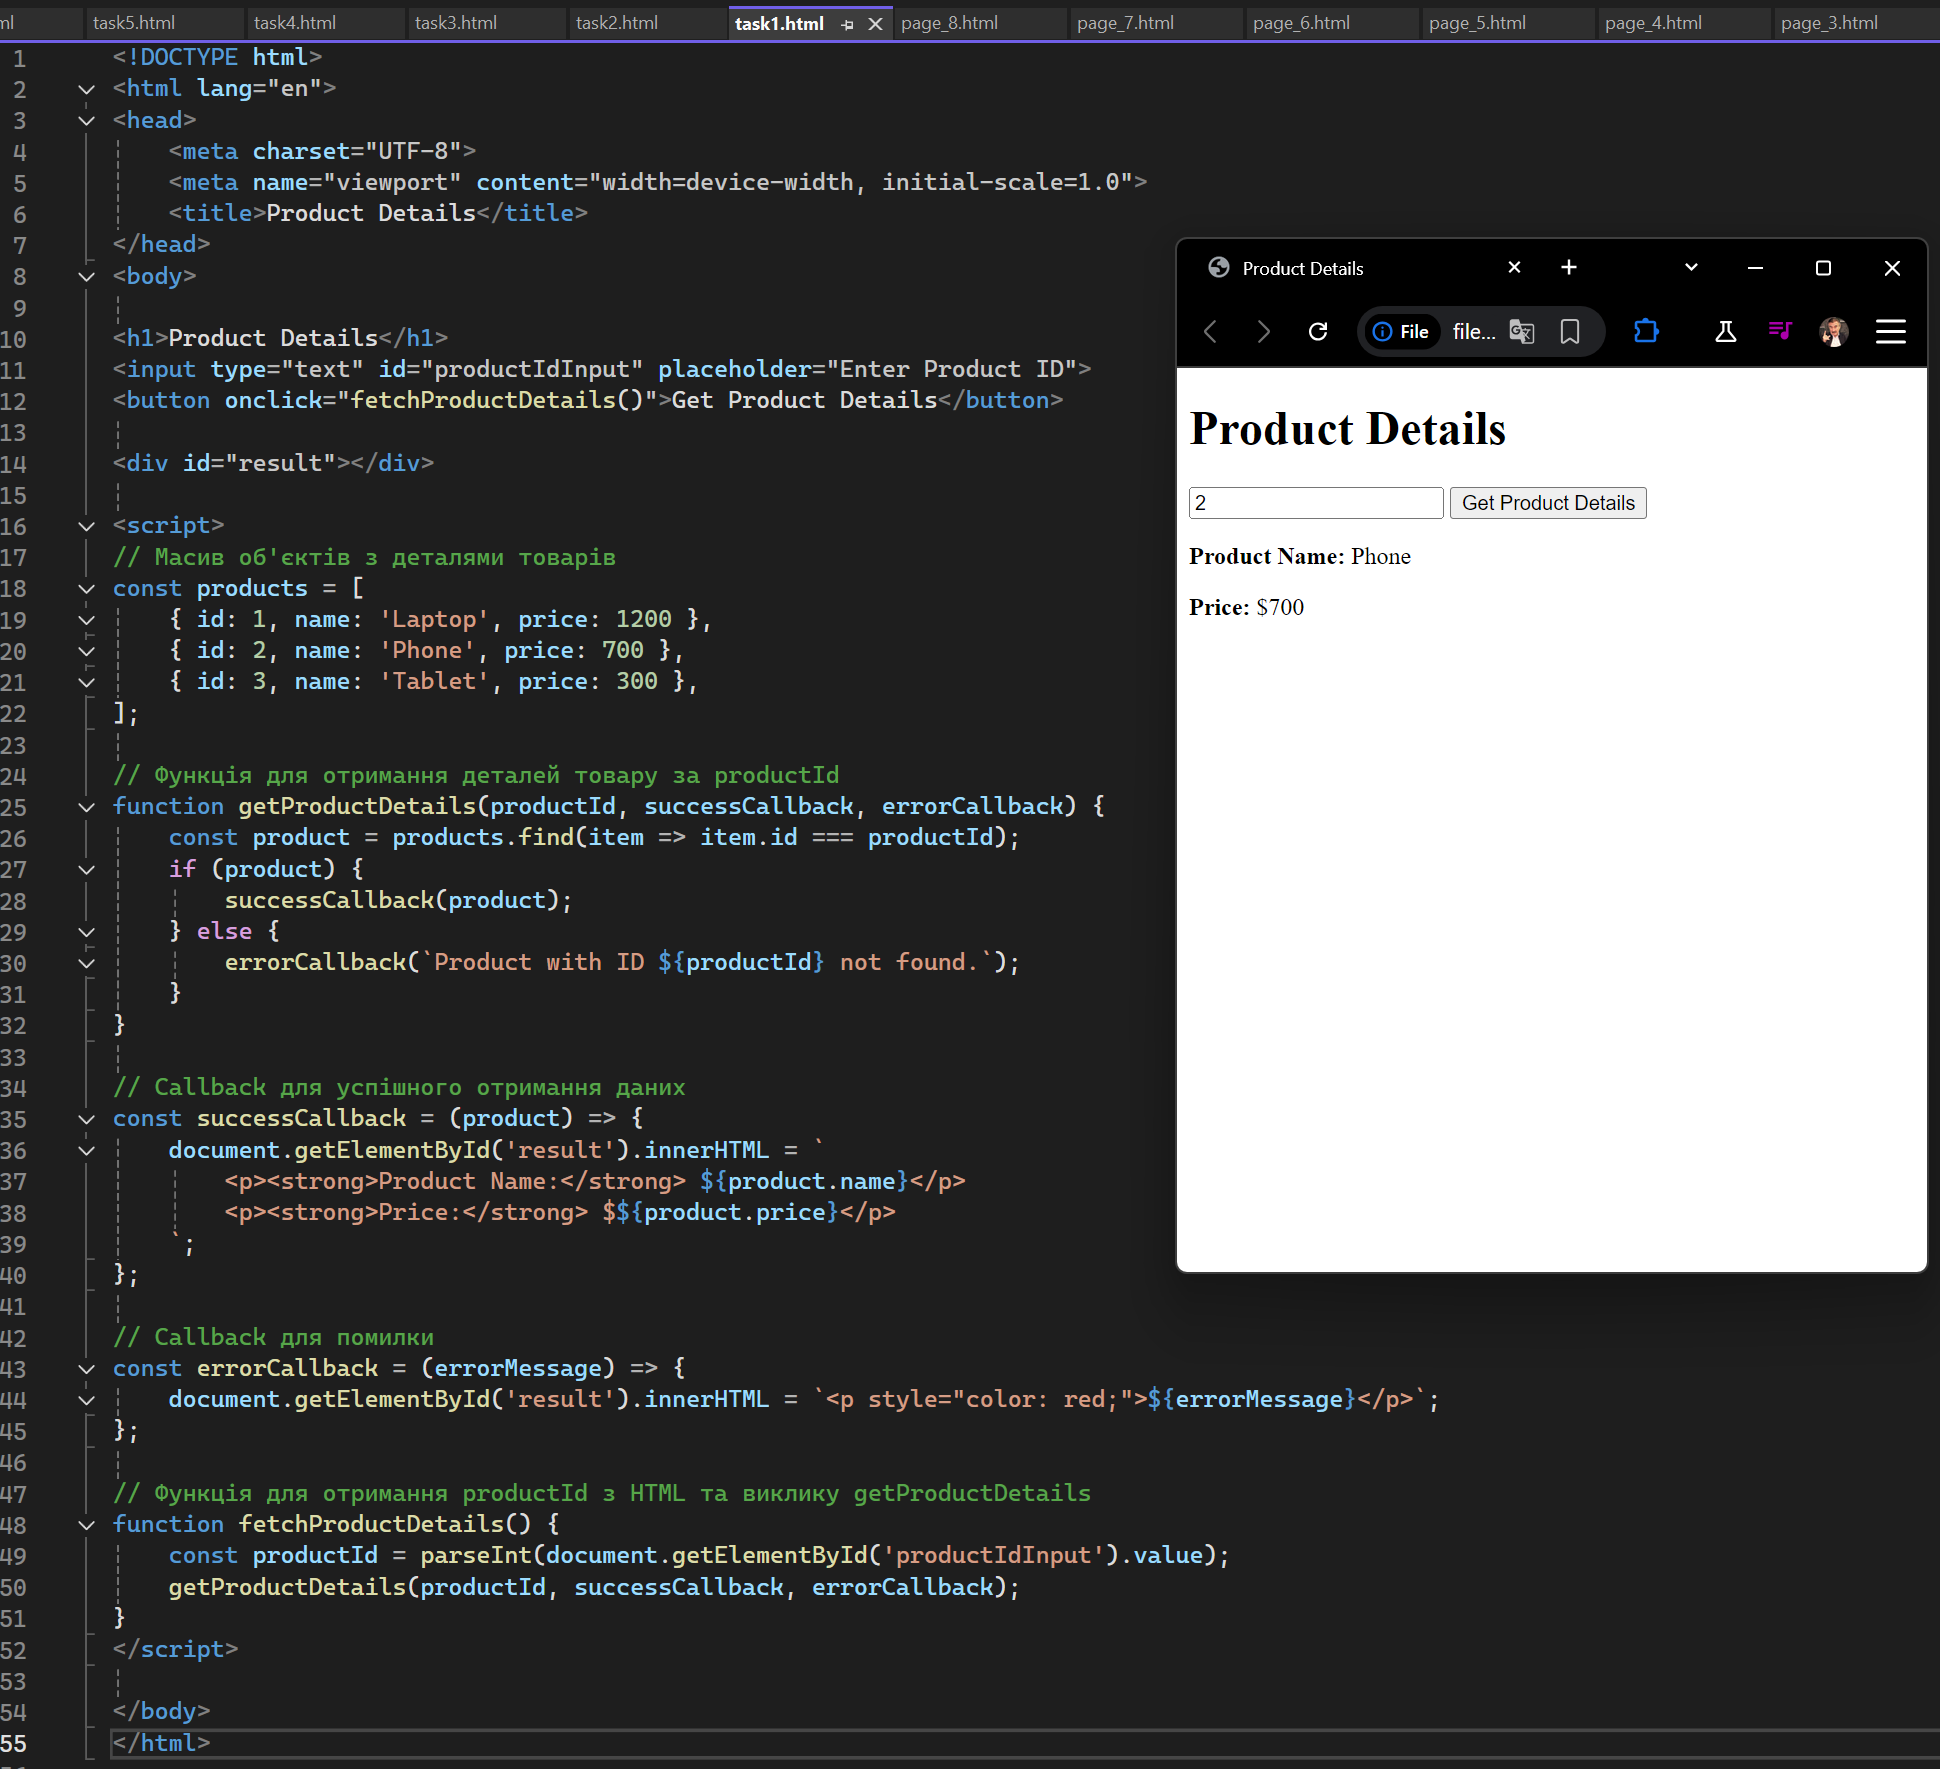 ml task5.html task4.html task3.html task2.html task1.html page_8.html page_7.html page_6.html page_5.html page_4.html page_3.html
1 <!DOCTYPE html>
2 <html lang="en">
3 <head>
4     <meta charset="UTF-8">
5     <meta name="viewport" content="width=device-width, initial-scale=1.0">
6     <title>Product Details</title>
7 </head>
8 <body>
9
10 <h1>Product Details</h1>
11 <input type="text" id="productIdInput" placeholder="Enter Product ID">
12 <button onclick="fetchProductDetails()">Get Product Details</button>
13
14 <div id="result"></div>
15
16 <script>
17 // Масив об'єктів з деталями товарів
18 const products = [
19     { id: 1, name: 'Laptop', price: 1200 },
20     { id: 2, name: 'Phone', price: 700 },
21     { id: 3, name: 'Tablet', price: 300 },
22 ];
23
24 // Функція для отримання деталей товару за productId
25 function getProductDetails(productId, successCallback, errorCallback) {
26     const product = products.find(item => item.id === productId);
27     if (product) {
28         successCallback(product);
29     } else {
30         errorCallback(`Product with ID ${productId} not found.`);
31     }
32 }
33
34 // Callback для успішного отримання даних
35 const successCallback = (product) => {
36     document.getElementById('result').innerHTML = `
37         <p><strong>Product Name:</strong> ${product.name}</p>
38         <p><strong>Price:</strong> $${product.price}</p>
39     `;
40 };
41
42 // Callback для помилки
43 const errorCallback = (errorMessage) => {
44     document.getElementById('result').innerHTML = `<p style="color: red;">${errorMessage}</p>`;
45 };
46
47 // Функція для отримання productId з HTML та виклику getProductDetails
48 function fetchProductDetails() {
49     const productId = parseInt(document.getElementById('productIdInput').value);
50     getProductDetails(productId, successCallback, errorCallback);
51 }
52 </script>
53
54 </body>
55 </html>
Product Details
File file...
Product Details
2 Get Product Details
Product Name: Phone
Price: $700